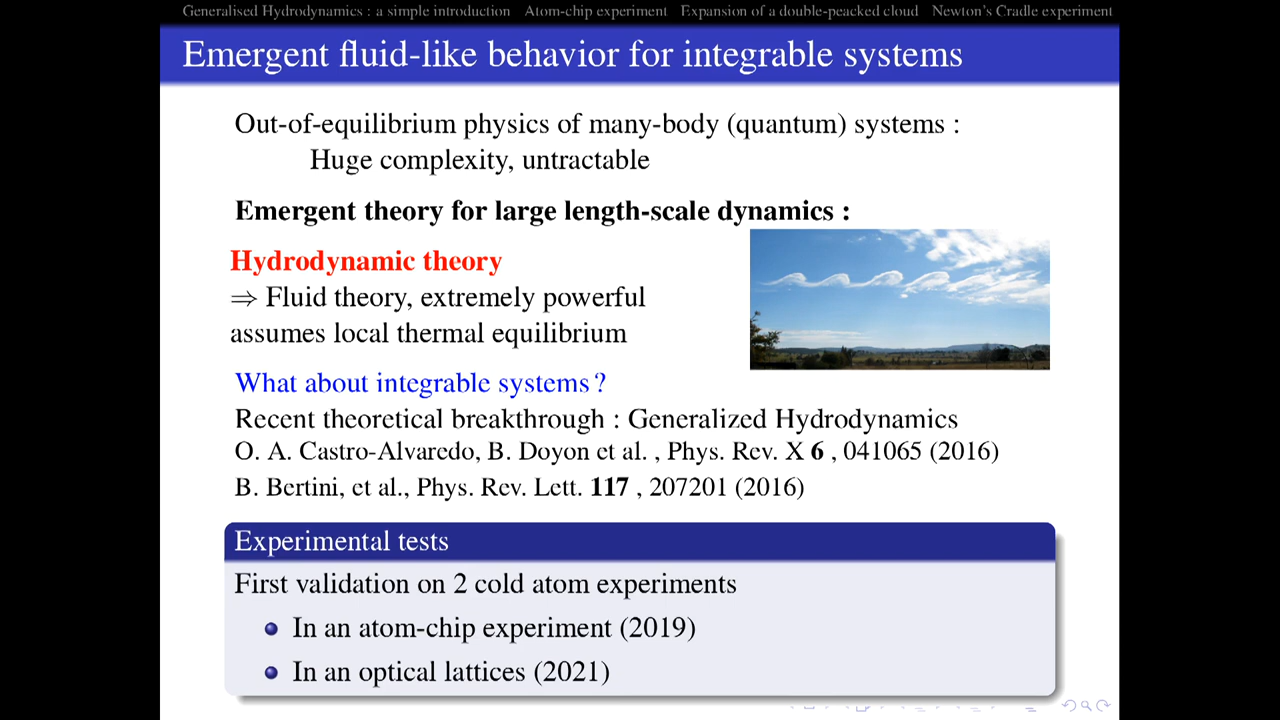 Generalised Hydrodynamics : a simple introduction Atom-chip experiment Expansion of a double-peacked cloud Newton's Cradle experiment
Emergent fluid-like behavior for integrable systems
Out-of-equilibrium physics of many-body (quantum) systems :
Huge complexity, untractable
Emergent theory for large length-scale dynamics :
Hydrodynamic theory
⇒ Fluid theory, extremely powerful
assumes local thermal equilibrium
What about integrable systems ?
Recent theoretical breakthrough : Generalized Hydrodynamics
O. A. Castro-Alvaredo, B. Doyon et al. , Phys. Rev. X 6 , 041065 (2016)
B. Bertini, et al., Phys. Rev. Lett. 117 , 207201 (2016)
Experimental tests
First validation on 2 cold atom experiments
In an atom-chip experiment (2019)
In an optical lattices (2021)